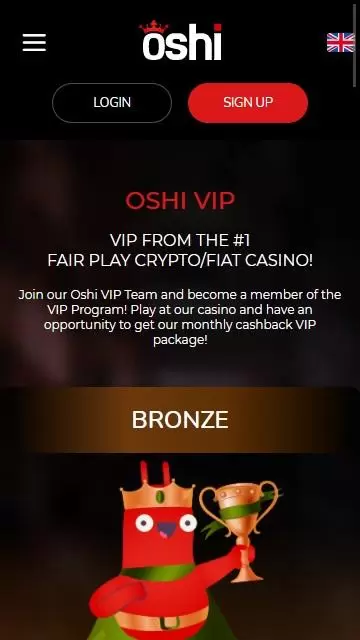 oshi
LOGIN
SIGN UP
OSHI VIP
VIP FROM THE #1
FAIR PLAY CRYPTO/FIAT CASINO!
Join our Oshi VIP Team and become a member of the
VIP Program! Play at our casino and have an
opportunity to get our monthly cashback VIP
package!
BRONZE